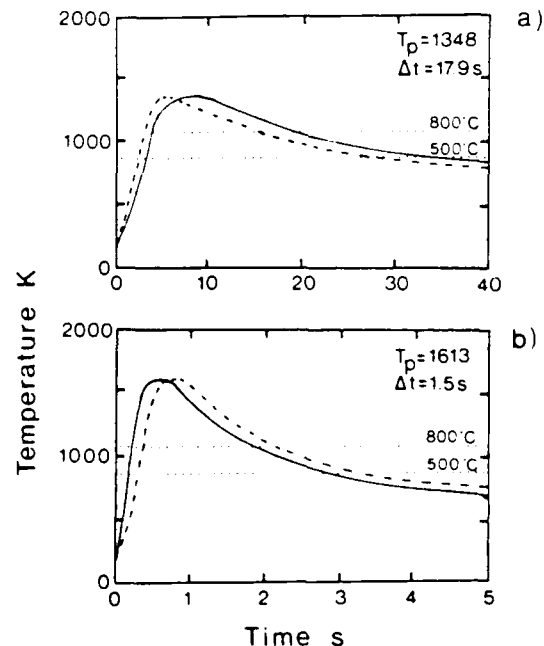 a)
2000
Tp=1348
Δt=17.9s
800°C
1000
500°C
0
0 10 20 30 40
Temperature K
b)
2000
Tp=1613
Δt=1.5s
800°C
1000
500°C
0
0 1 2 3 4 5
Time s